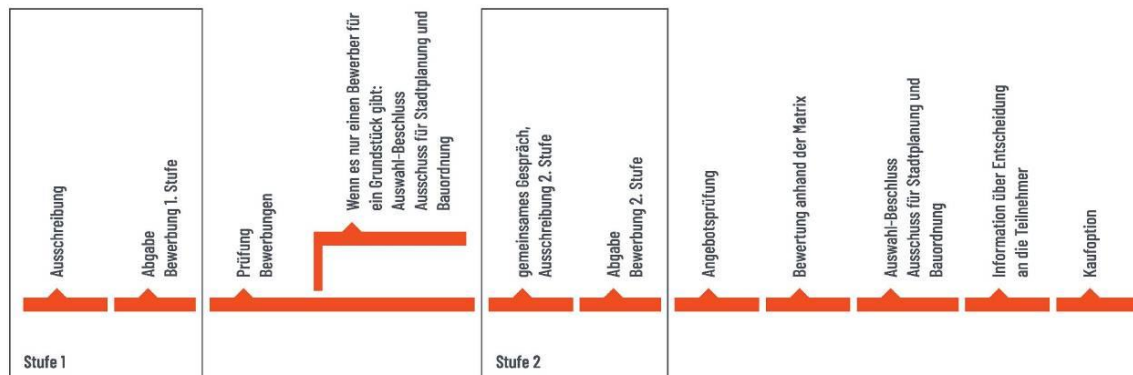 Ausschreibung
Abgabe
Bewerbung 1. Stufe
Prüfung
Bewerbungen
Wenn es nur einen Bewerber für
ein Grundstück gibt:
Auswahl-Beschluss
Ausschuss für Stadtplanung und
Bauordnung
gemeinsames Gespräch,
Ausschreibung 2. Stufe
Abgabe
Bewerbung 2. Stufe
Angebotsprüfung
Bewertung anhand der Matrix
Auswahl-Beschluss
Ausschuss für Stadtplanung und
Bauordnung
Information über Entscheidung
an die Teilnehmer
Kaufoption
Stufe 1
Stufe 2